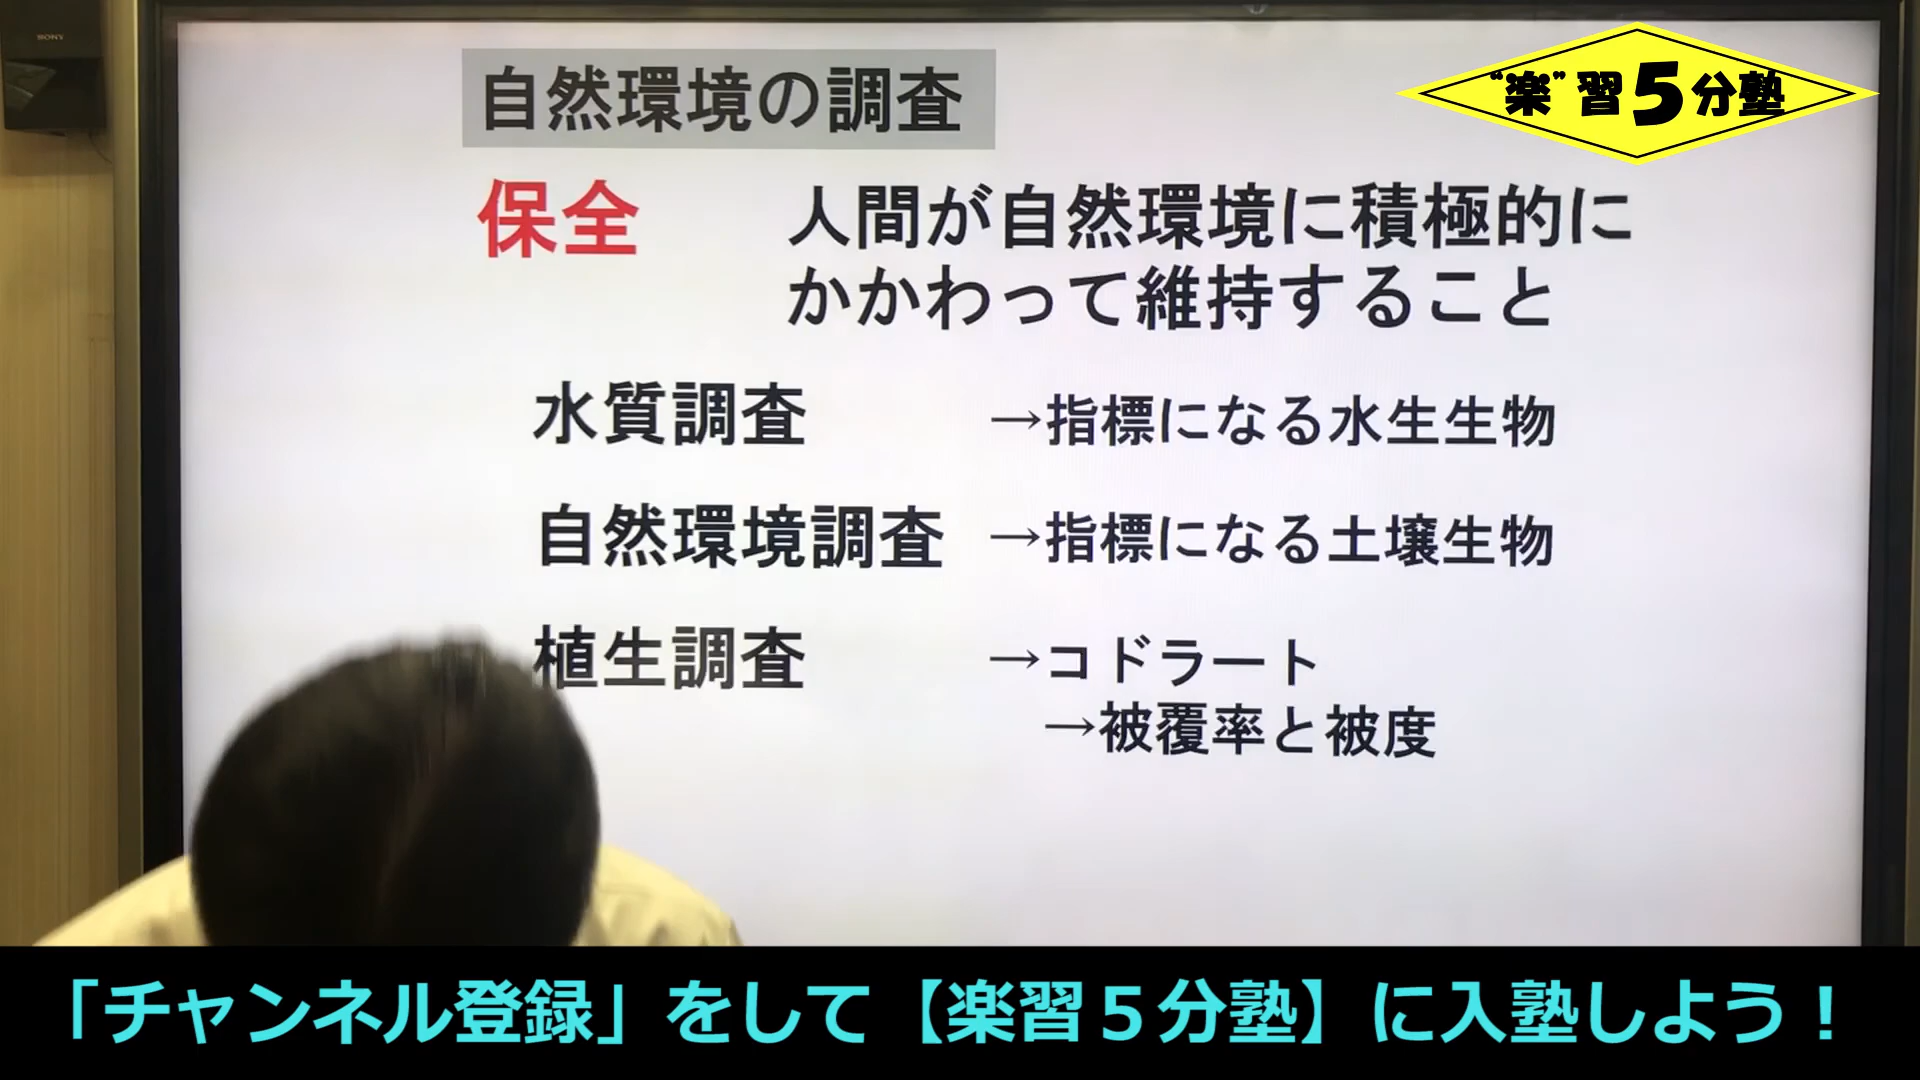 SONY
自然環境の調査
“楽”習5分塾
保全 人間が自然環境に積極的に
かかわって維持すること
水質調査 →指標になる水生生物
自然環境調査 →指標になる土壌生物
植生調査 →コドラート
→被覆率と被度
「チャンネル登録」をして【楽習５分塾】に入塾しよう！